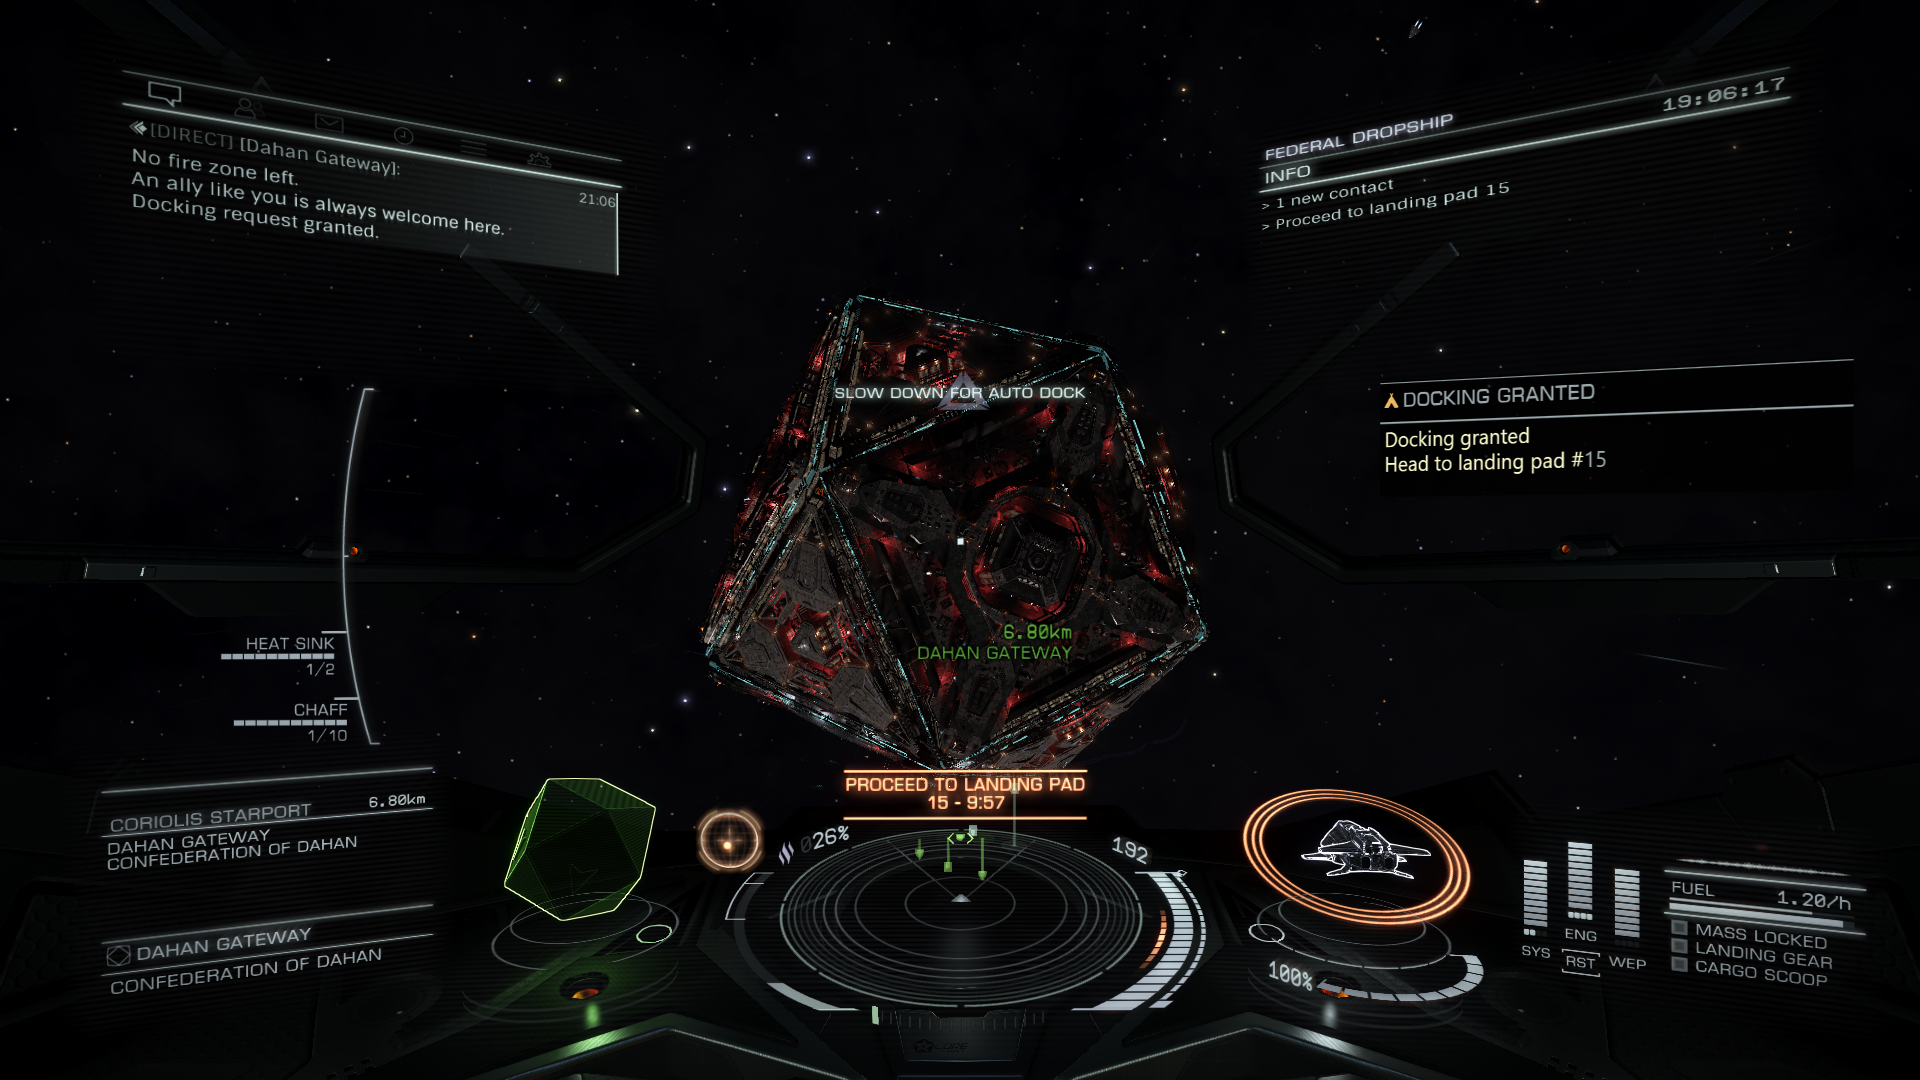 [DIRECT] [Dahan Gateway]:
No fire zone left.
An ally like you is always welcome here.
Docking request granted.
21:06
19:06:17
FEDERAL DROPSHIP
INFO
> 1 new contact
> Proceed to landing pad 15
SLOW DOWN FOR AUTO DOCK
DOCKING GRANTED
Docking granted
Head to landing pad #15
6.80km
DAHAN GATEWAY
HEAT SINK
1/2
CHAFF
1/10
PROCEED TO LANDING PAD
15 - 9:57
026%
192
CORIOLIS STARPORT
6.80km
DAHAN GATEWAY
CONFEDERATION OF DAHAN
DAHAN GATEWAY
CONFEDERATION OF DAHAN
100%
SYS
ENG
RST
WEP
FUEL
1.20/h
MASS LOCKED
LANDING GEAR
CARGO SCOOP